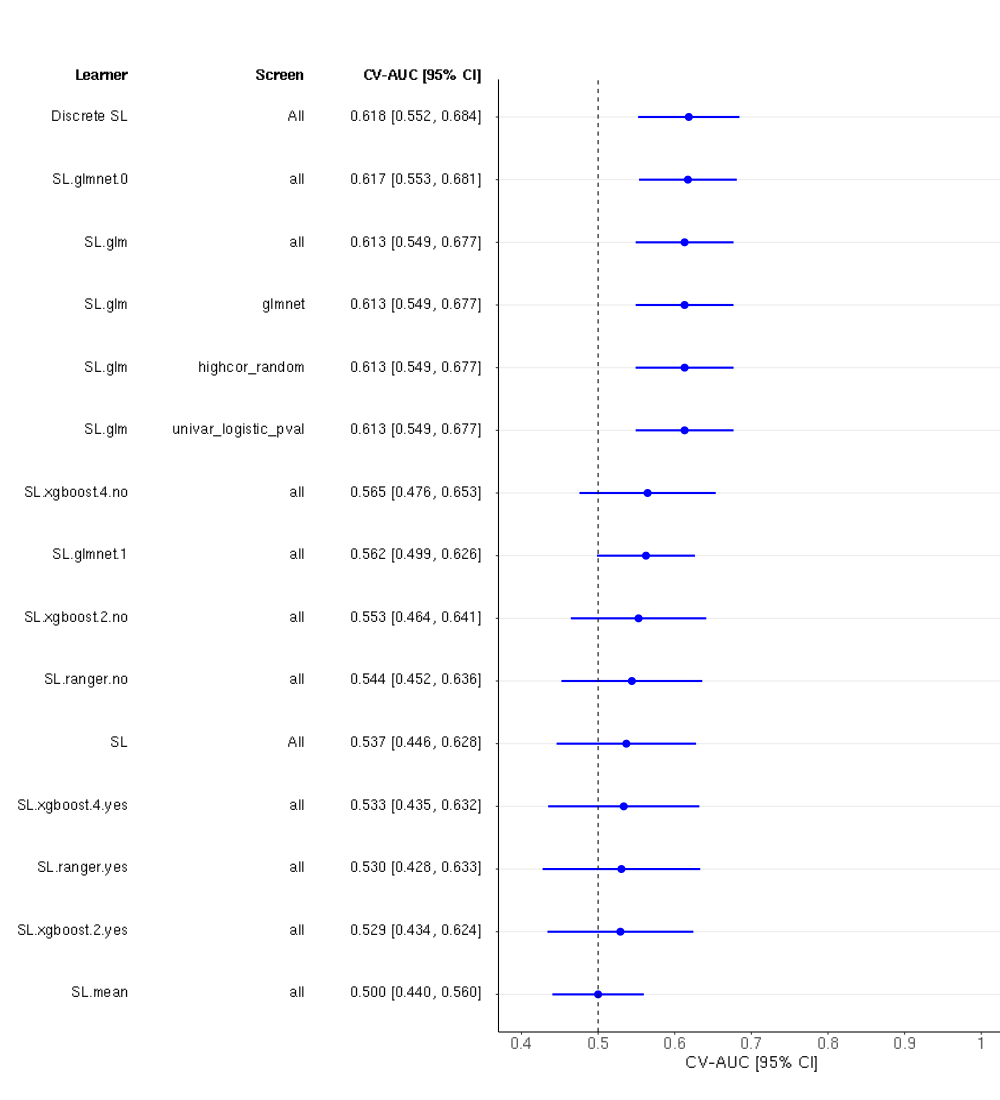 Learner Screen CV-AUC [95% CI]
Discrete SL All 0.618 [0.552, 0.684]
SL.glmnet.0 all 0.617 [0.553, 0.681]
SL.glm all 0.613 [0.549, 0.677]
SL.glm glmnet 0.613 [0.549, 0.677]
SL.glm highcor_random 0.613 [0.549, 0.677]
SL.glm univar_logistic_pval 0.613 [0.549, 0.677]
SL.xgboost.4.no all 0.565 [0.476, 0.653]
SL.glmnet.1 all 0.562 [0.499, 0.626]
SL.xgboost.2.no all 0.553 [0.464, 0.641]
SL.ranger.no all 0.544 [0.452, 0.636]
SL All 0.537 [0.446, 0.628]
SL.xgboost.4.yes all 0.533 [0.435, 0.632]
SL.ranger.yes all 0.530 [0.428, 0.633]
SL.xgboost.2.yes all 0.529 [0.434, 0.624]
SL.mean all 0.500 [0.440, 0.560]
0.4 0.5 0.6 0.7 0.8 0.9 1
CV-AUC [95% CI]